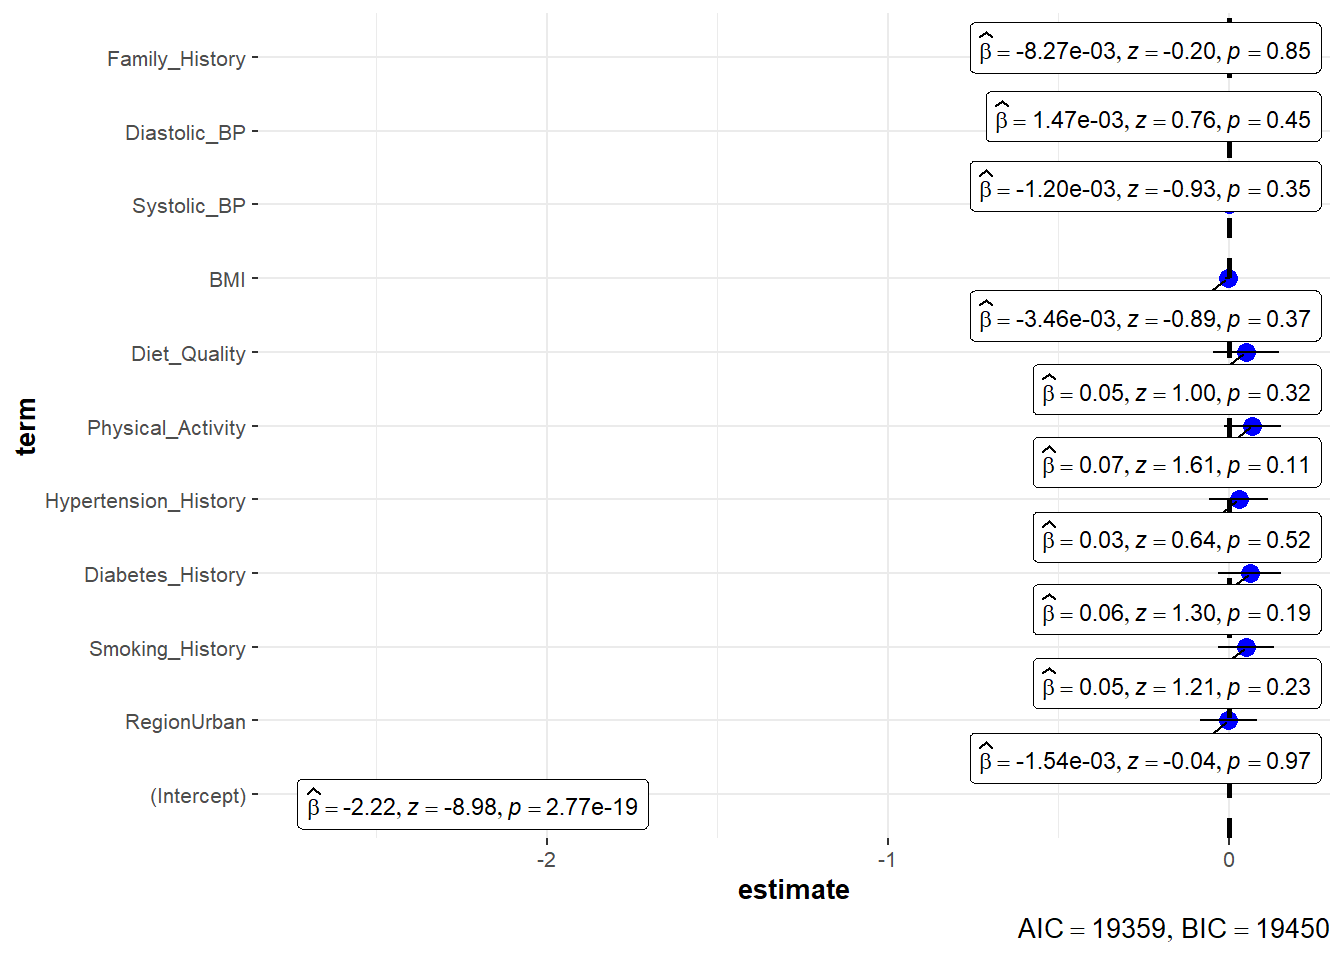 Family_History
β̂ = -8.27e-03, z = -0.20, p = 0.85
Diastolic_BP
β̂ = 1.47e-03, z = 0.76, p = 0.45
Systolic_BP
β̂ = -1.20e-03, z = -0.93, p = 0.35
BMI
β̂ = -3.46e-03, z = -0.89, p = 0.37
Diet_Quality
β̂ = 0.05, z = 1.00, p = 0.32
Physical_Activity
β̂ = 0.07, z = 1.61, p = 0.11
Hypertension_History
β̂ = 0.03, z = 0.64, p = 0.52
Diabetes_History
β̂ = 0.06, z = 1.30, p = 0.19
Smoking_History
β̂ = 0.05, z = 1.21, p = 0.23
RegionUrban
β̂ = -1.54e-03, z = -0.04, p = 0.97
(Intercept)
β̂ = -2.22, z = -8.98, p = 2.77e-19
term
-2 -1 0
estimate
AIC = 19359, BIC = 19450